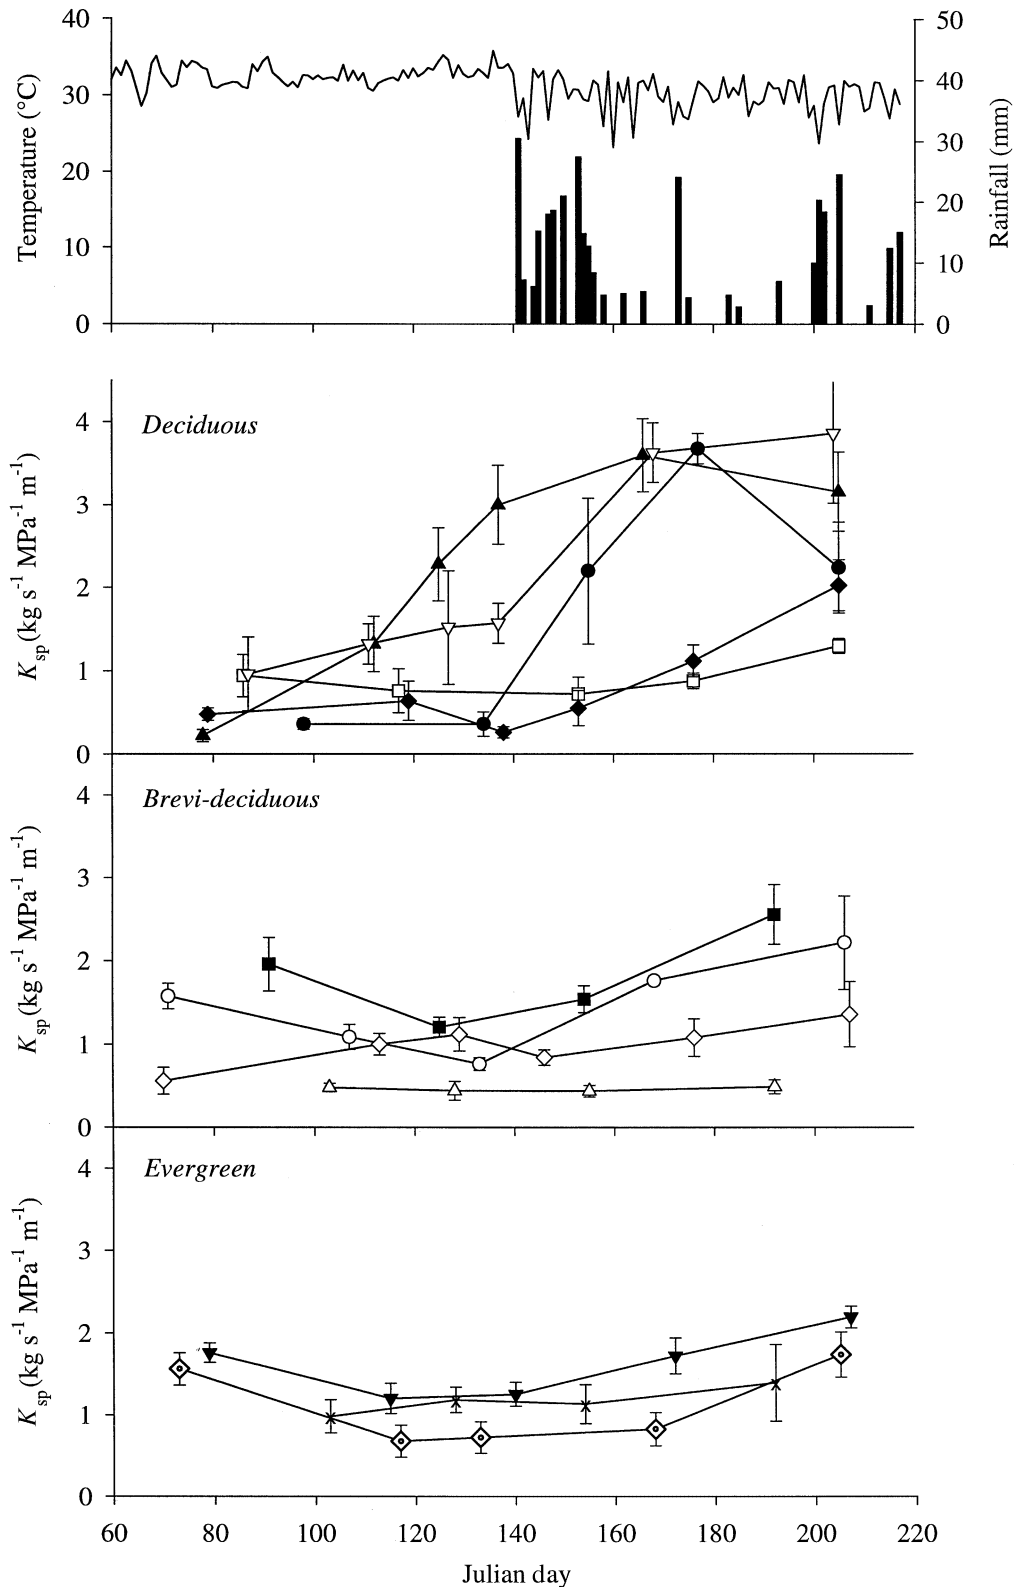 40
30
20
10
0
Temperature (°C)
50
40
30
20
10
0
Rainfall (mm)
Deciduous
4
3
2
1
0
Ksp (kg s-1 MPa-1 m-1)
Brevi-deciduous
4
3
2
1
0
Ksp (kg s-1 MPa-1 m-1)
Evergreen
4
3
2
1
0
Ksp (kg s-1 MPa-1 m-1)
60 80 100 120 140 160 180 200 220
Julian day